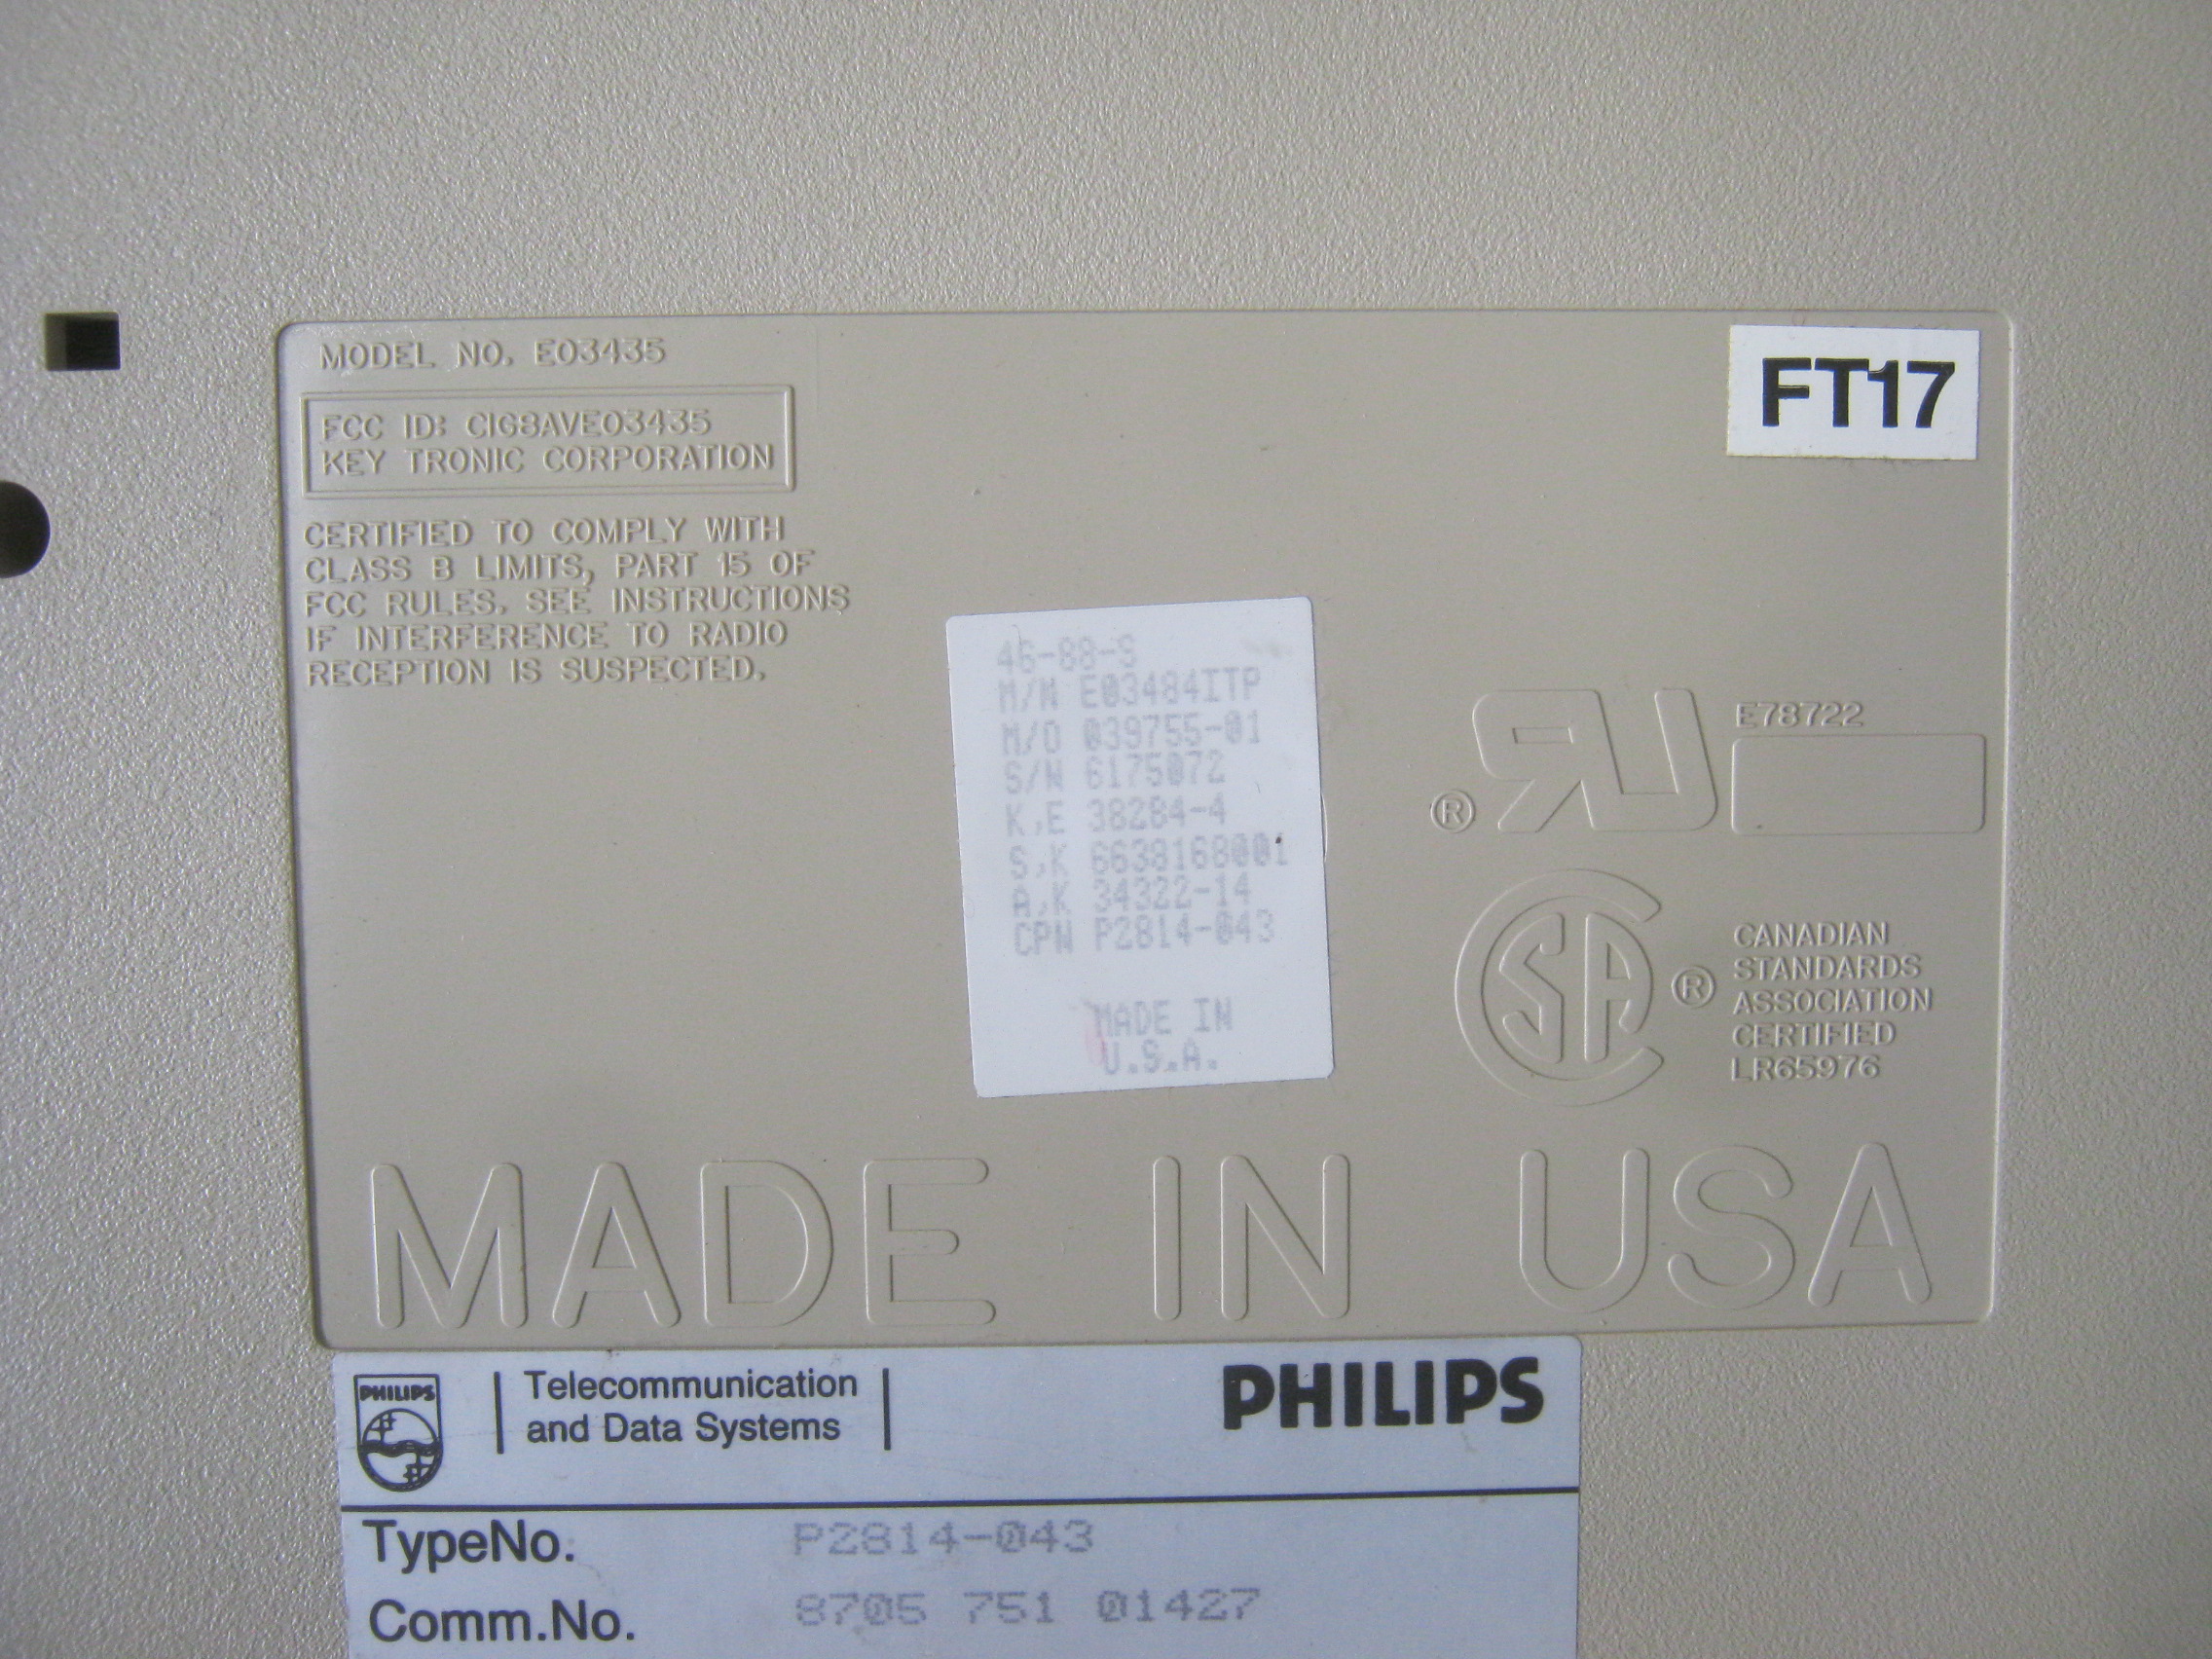 MODEL NO. E03435
FCC ID: CIG8AVE03435
KEY TRONIC CORPORATION
CERTIFIED TO COMPLY WITH
CLASS B LIMITS, PART 15 OF
FCC RULES. SEE INSTRUCTIONS
IF INTERFERENCE TO RADIO
RECEPTION IS SUSPECTED.
FT17
46-88-S
M/N E03484ITP
M/O 039755-01
S/N 6175072
K.E 38284-4
S.K 6638168001
A.K 34322-14
CPN P2814-043
MADE IN
U.S.A.
E78722
®
RU
SA
®
CANADIAN
STANDARDS
ASSOCIATION
CERTIFIED
LR65976
MADE IN USA
PHILIPS
Telecommunication
and Data Systems
PHILIPS
TypeNo. P2814-043
Comm.No. 8705 751 01427